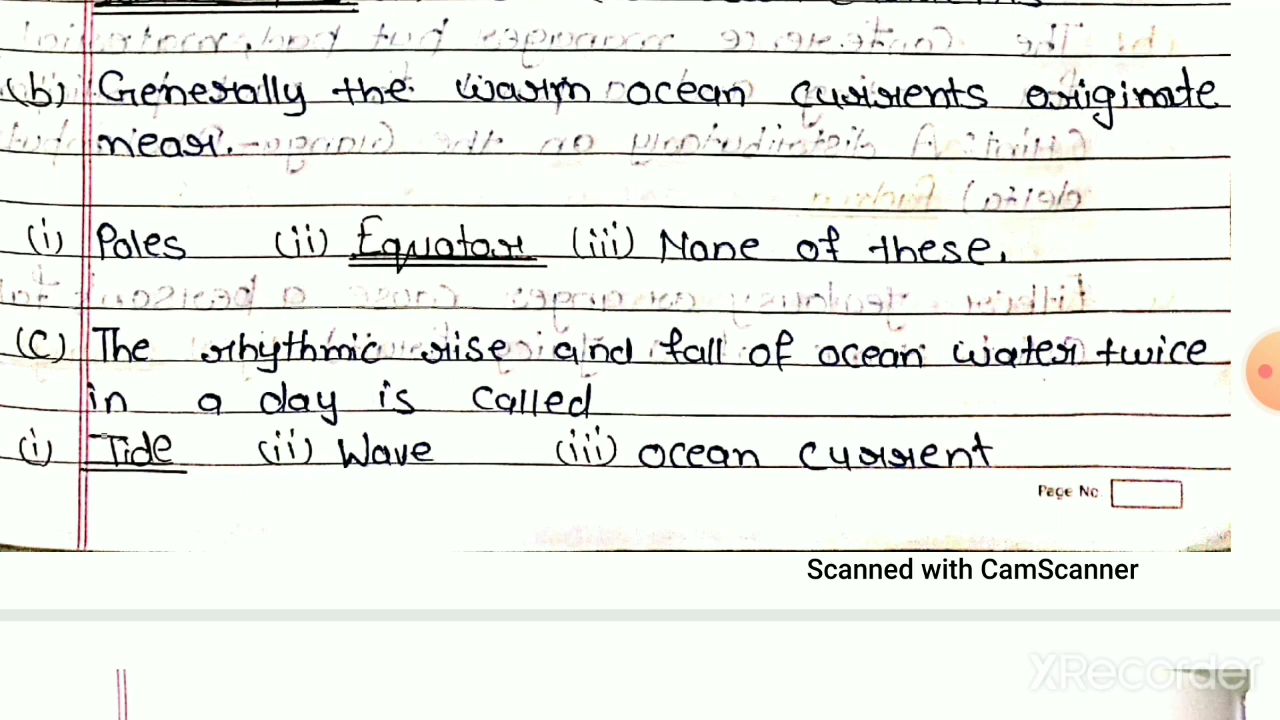 (b) Generally the warm ocean currents originate
near.
(i) Poles (ii) Equator (iii) None of these.
(c) The rhythmic rise and fall of ocean water twice
in a day is called
(i) Tide (ii) Wave (iii) ocean current
Page No
Scanned with CamScanner
XRecorder